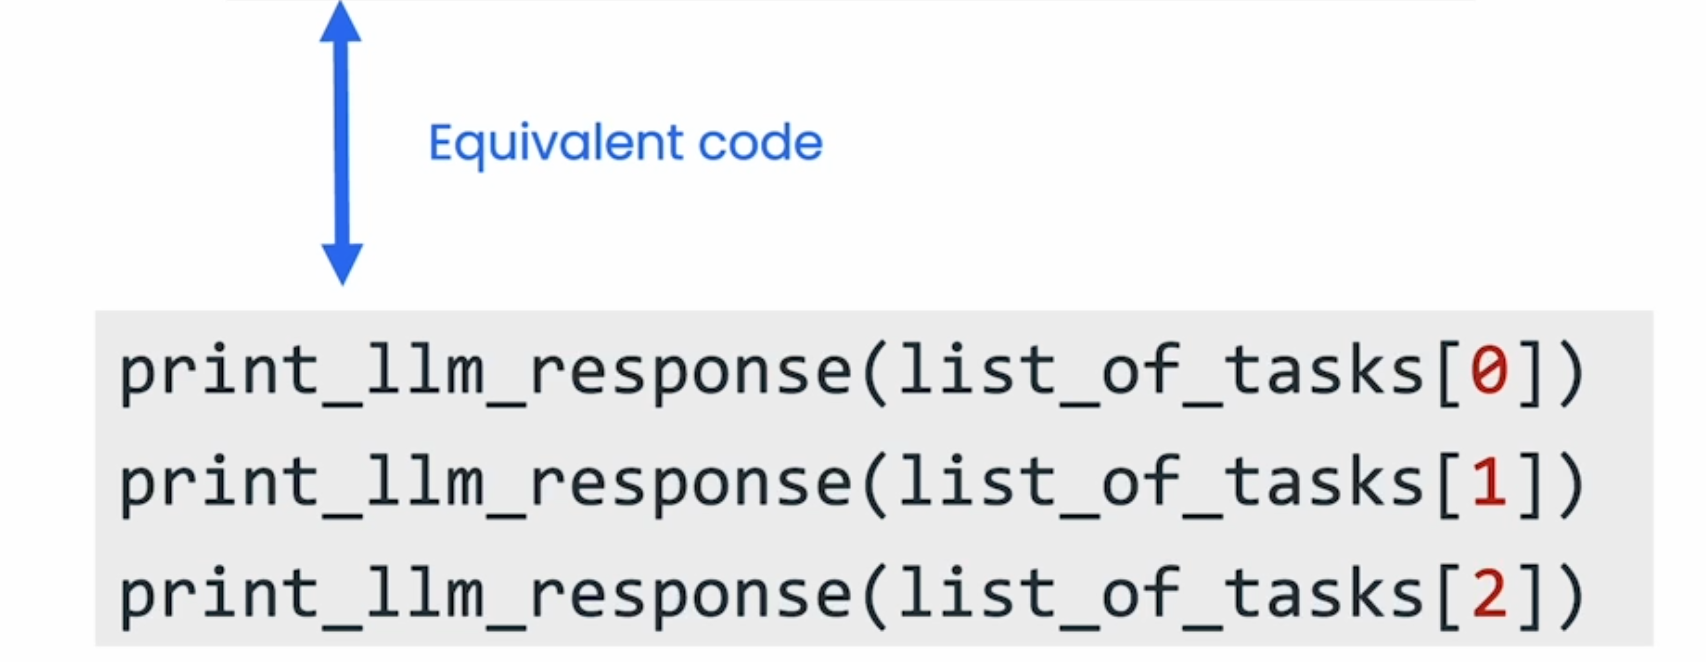 Equivalent code
print_llm_response(list_of_tasks[0])
print_llm_response(list_of_tasks[1])
print_llm_response(list_of_tasks[2])